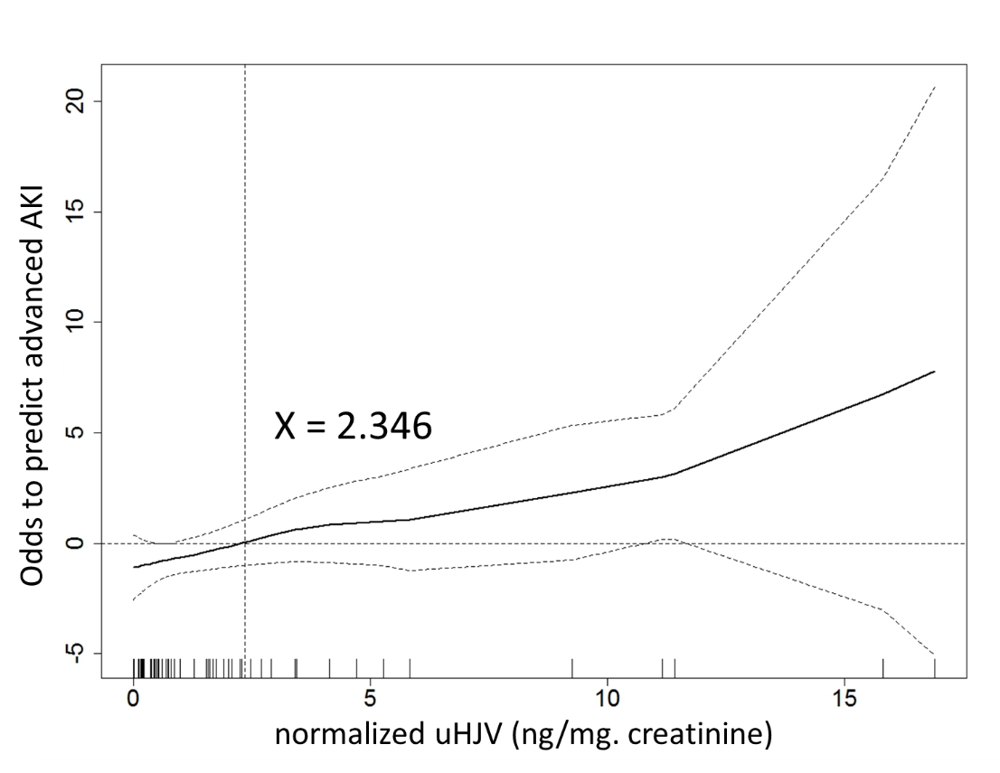 Odds to predict advanced AKI
20
15
10
5
0
-5
X = 2.346
0 5 10 15
normalized uHJV (ng/mg. creatinine)